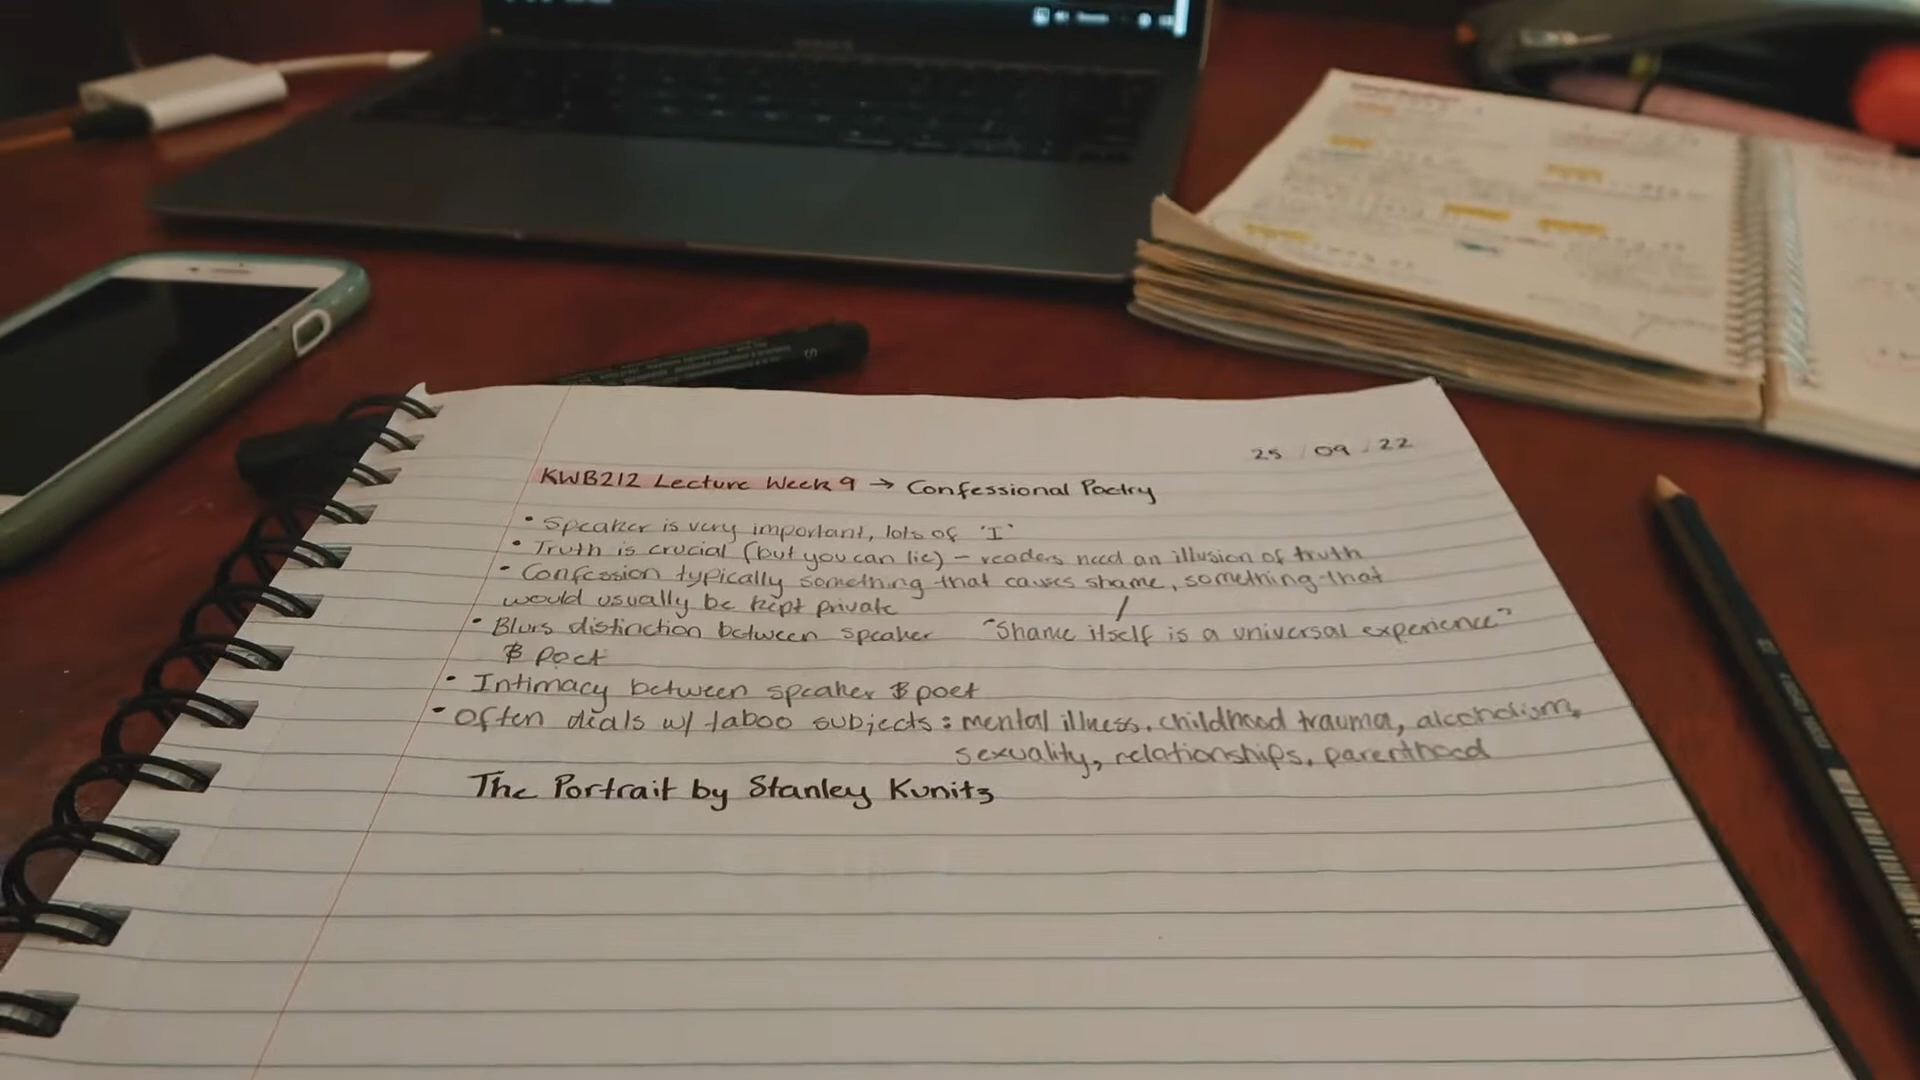 25 / 09 / 22
KWB212 Lecture Week 9 → Confessional Poetry
• Speaker is very important, lots of 'I'
• Truth is crucial (but you can lie) - readers need an illusion of truth
• Confession typically something that causes shame, something that
would usually be kept private
• Blurs distinction between speaker "Shame itself is a universal experience"
& poet
• Intimacy between speaker & poet
• Often deals w/ taboo subjects: mental illness, childhood trauma, alcoholism,
sexuality, relationships, parenthood
The Portrait by Stanley Kunitz